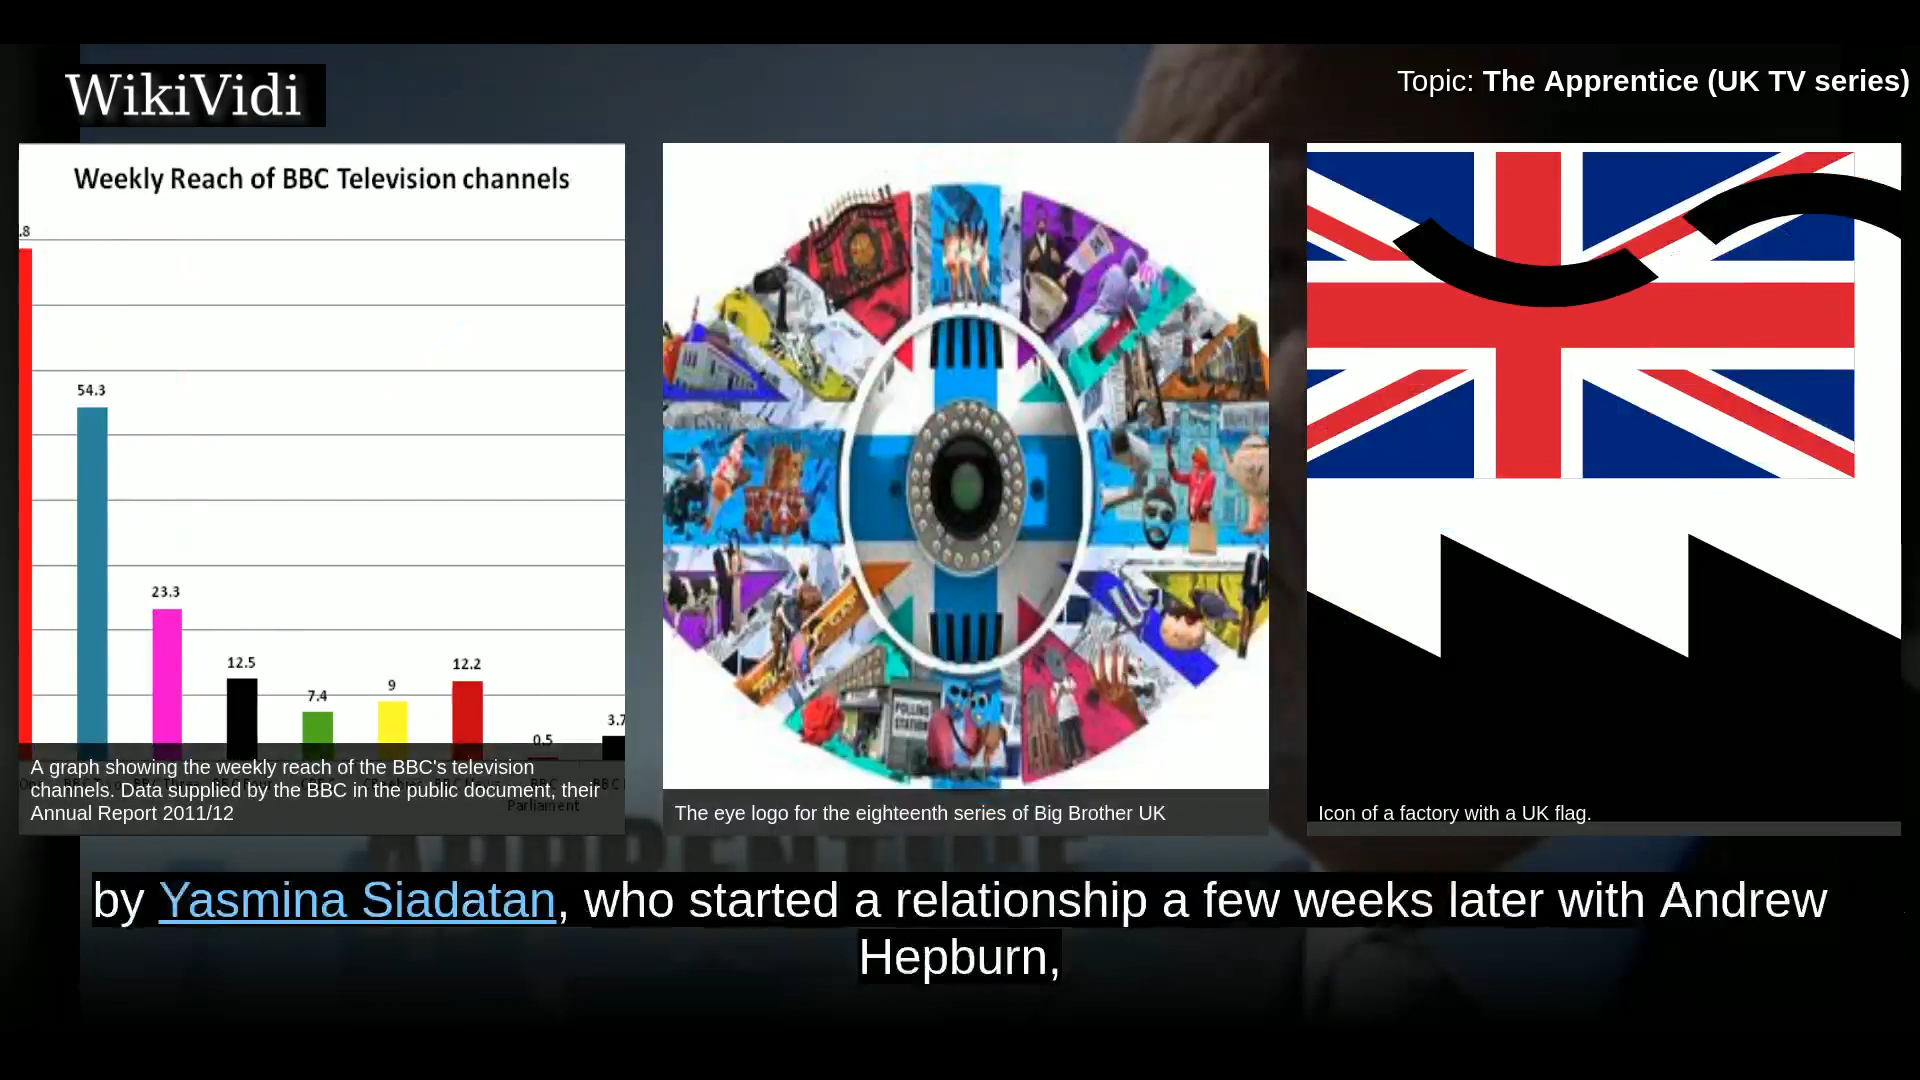 WikiVidi
Topic: The Apprentice (UK TV series)
Weekly Reach of BBC Television channels
.8
54.3
23.3
12.5
7.4
9
12.2
0.5
3.7
Parliament
A graph showing the weekly reach of the BBC's television
channels. Data supplied by the BBC in the public document, their
Annual Report 2011/12
POLLING
STATION
The eye logo for the eighteenth series of Big Brother UK
Icon of a factory with a UK flag.
by Yasmina Siadatan, who started a relationship a few weeks later with Andrew
Hepburn,